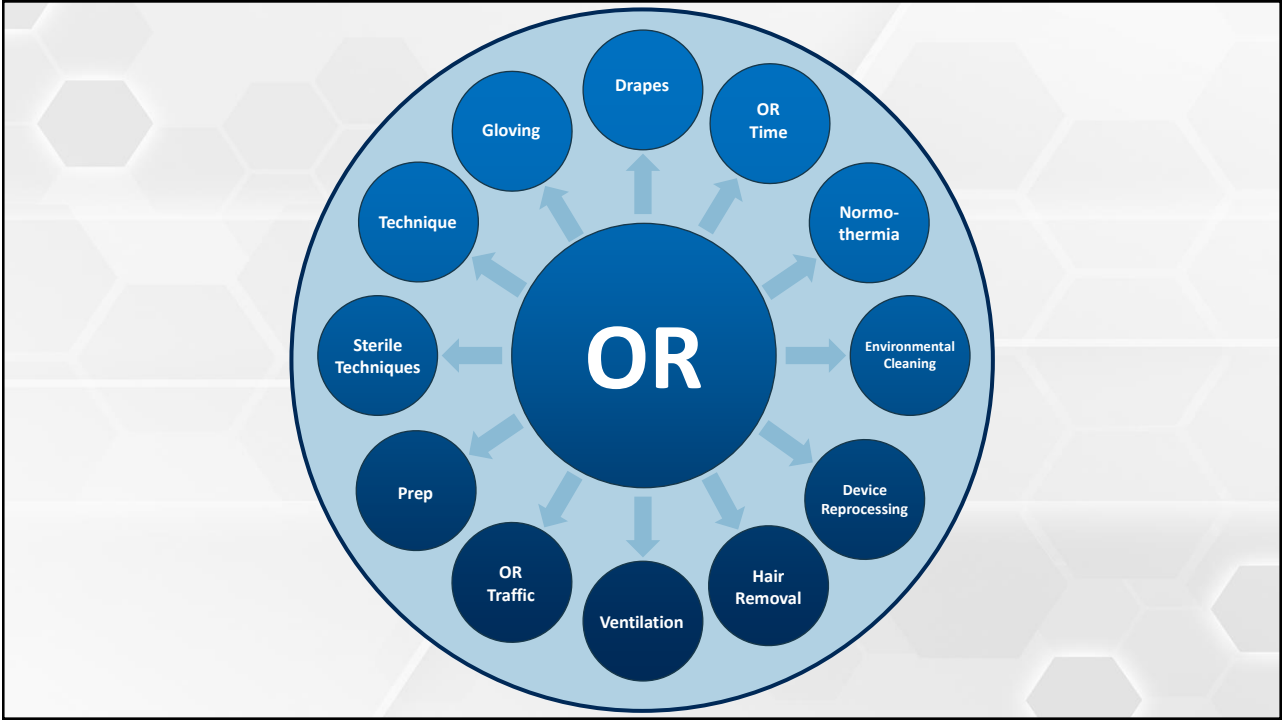 Drapes
OR
Time
Normo-
thermia
Environmental
Cleaning
Device
Reprocessing
Hair
Removal
Ventilation
OR
Traffic
Prep
Sterile
Techniques
Technique
Gloving
OR